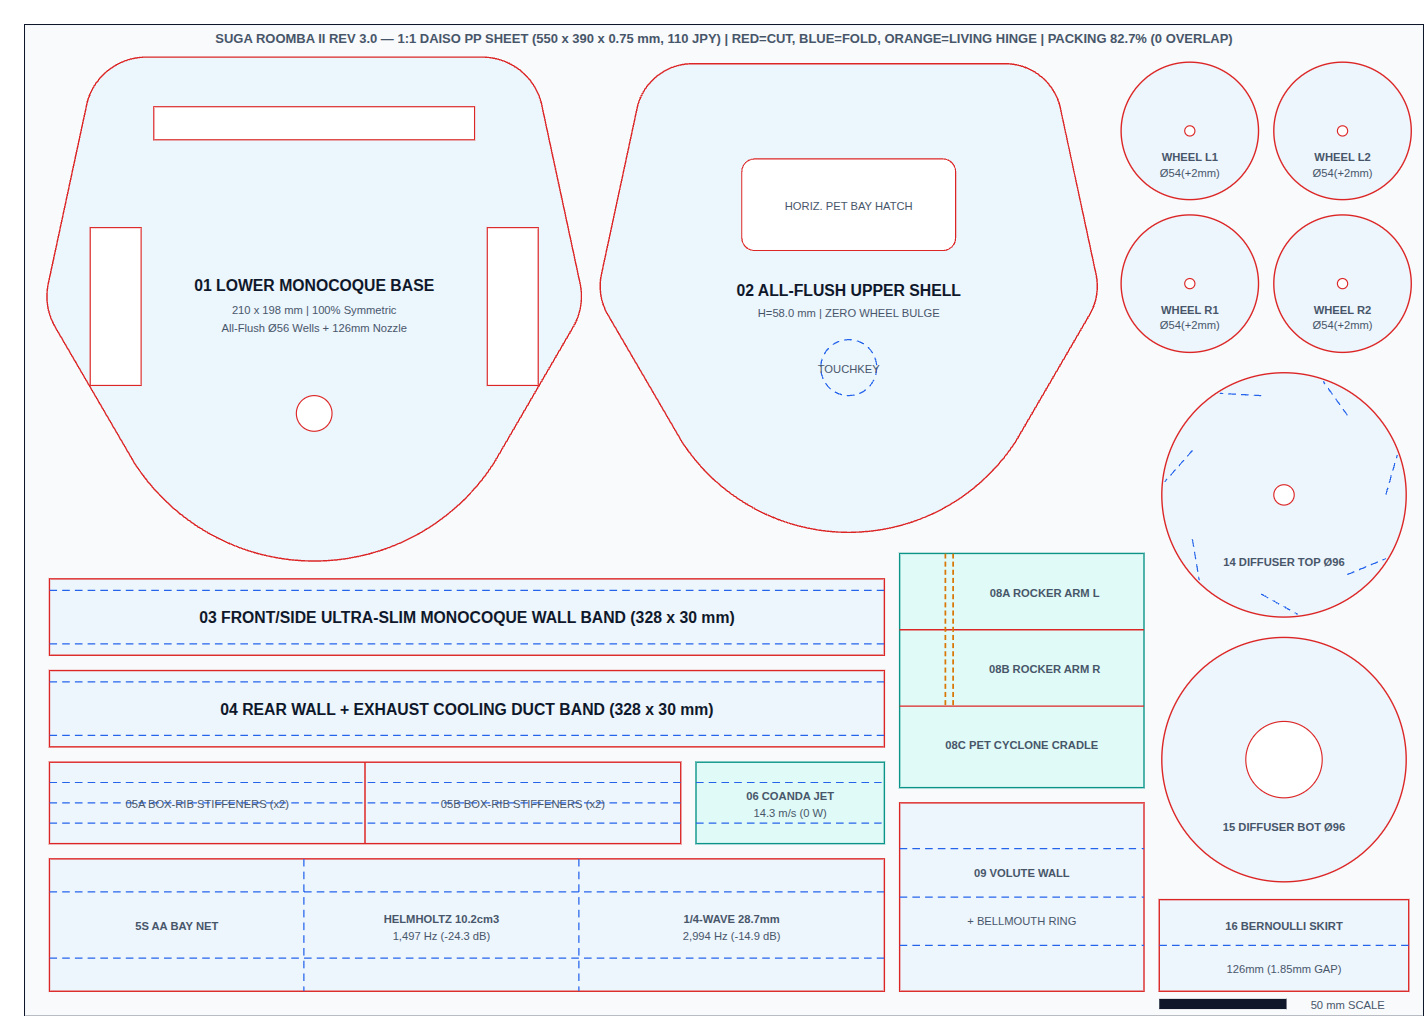 SUGA ROOMBA II REV 3.0 — 1:1 DAISO PP SHEET (550 x 390 x 0.75 mm, 110 JPY) | RED=CUT, BLUE=FOLD, ORANGE=LIVING HINGE | PACKING 82.7% (0 OVERLAP)
01 LOWER MONOCOQUE BASE
210 x 198 mm | 100% Symmetric
All-Flush Ø56 Wells + 126mm Nozzle
HORIZ. PET BAY HATCH
02 ALL-FLUSH UPPER SHELL
H=58.0 mm | ZERO WHEEL BULGE
TOUCHKEY
WHEEL L1
Ø54(+2mm)
WHEEL L2
Ø54(+2mm)
WHEEL R1
Ø54(+2mm)
WHEEL R2
Ø54(+2mm)
14 DIFFUSER TOP Ø96
03 FRONT/SIDE ULTRA-SLIM MONOCOQUE WALL BAND (328 x 30 mm)
04 REAR WALL + EXHAUST COOLING DUCT BAND (328 x 30 mm)
05A BOX-RIB STIFFENERS (x2)
05B BOX-RIB STIFFENERS (x2)
06 COANDA JET
14.3 m/s (0 W)
08A ROCKER ARM L
08B ROCKER ARM R
08C PET CYCLONE CRADLE
15 DIFFUSER BOT Ø96
5S AA BAY NET
HELMHOLTZ 10.2cm3
1,497 Hz (-24.3 dB)
1/4-WAVE 28.7mm
2,994 Hz (-14.9 dB)
09 VOLUTE WALL
+ BELLMOUTH RING
16 BERNOULLI SKIRT
126mm (1.85mm GAP)
50 mm SCALE